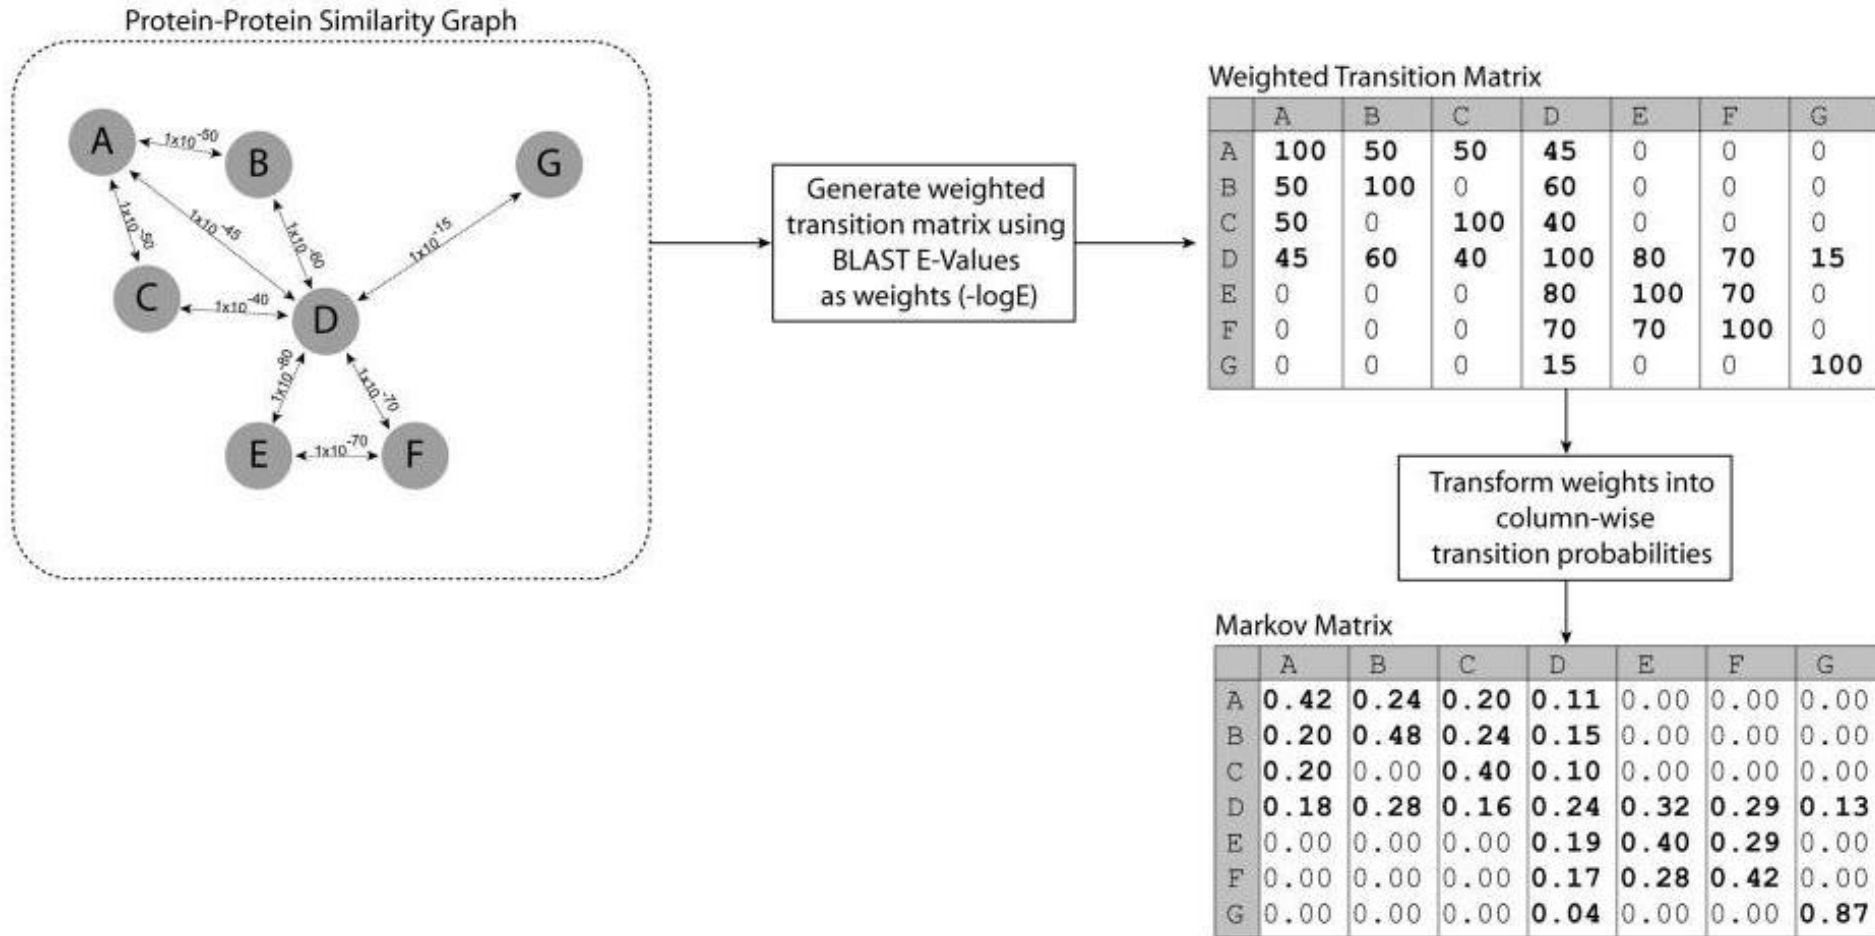 Protein-Protein Similarity Graph
A
1x10-50
B
G
1x10-50
1x10-45
1x10-60
1x10-15
C
1x10-40
D
1x10-80
1x10-70
E
1x10-70
F
Generate weighted
transition matrix using
BLAST E-Values
as weights (-logE)
Weighted Transition Matrix
A B C D E F G
A 100 50 50 45 0 0 0
B 50 100 0 60 0 0 0
C 50 0 100 40 0 0 0
D 45 60 40 100 80 70 15
E 0 0 0 80 100 70 0
F 0 0 0 70 70 100 0
G 0 0 0 15 0 0 100
Transform weights into
column-wise
transition probabilities
Markov Matrix
A B C D E F G
A 0.42 0.24 0.20 0.11 0.00 0.00 0.00
B 0.20 0.48 0.24 0.15 0.00 0.00 0.00
C 0.20 0.00 0.40 0.10 0.00 0.00 0.00
D 0.18 0.28 0.16 0.24 0.32 0.29 0.13
E 0.00 0.00 0.00 0.19 0.40 0.29 0.00
F 0.00 0.00 0.00 0.17 0.28 0.42 0.00
G 0.00 0.00 0.00 0.04 0.00 0.00 0.87